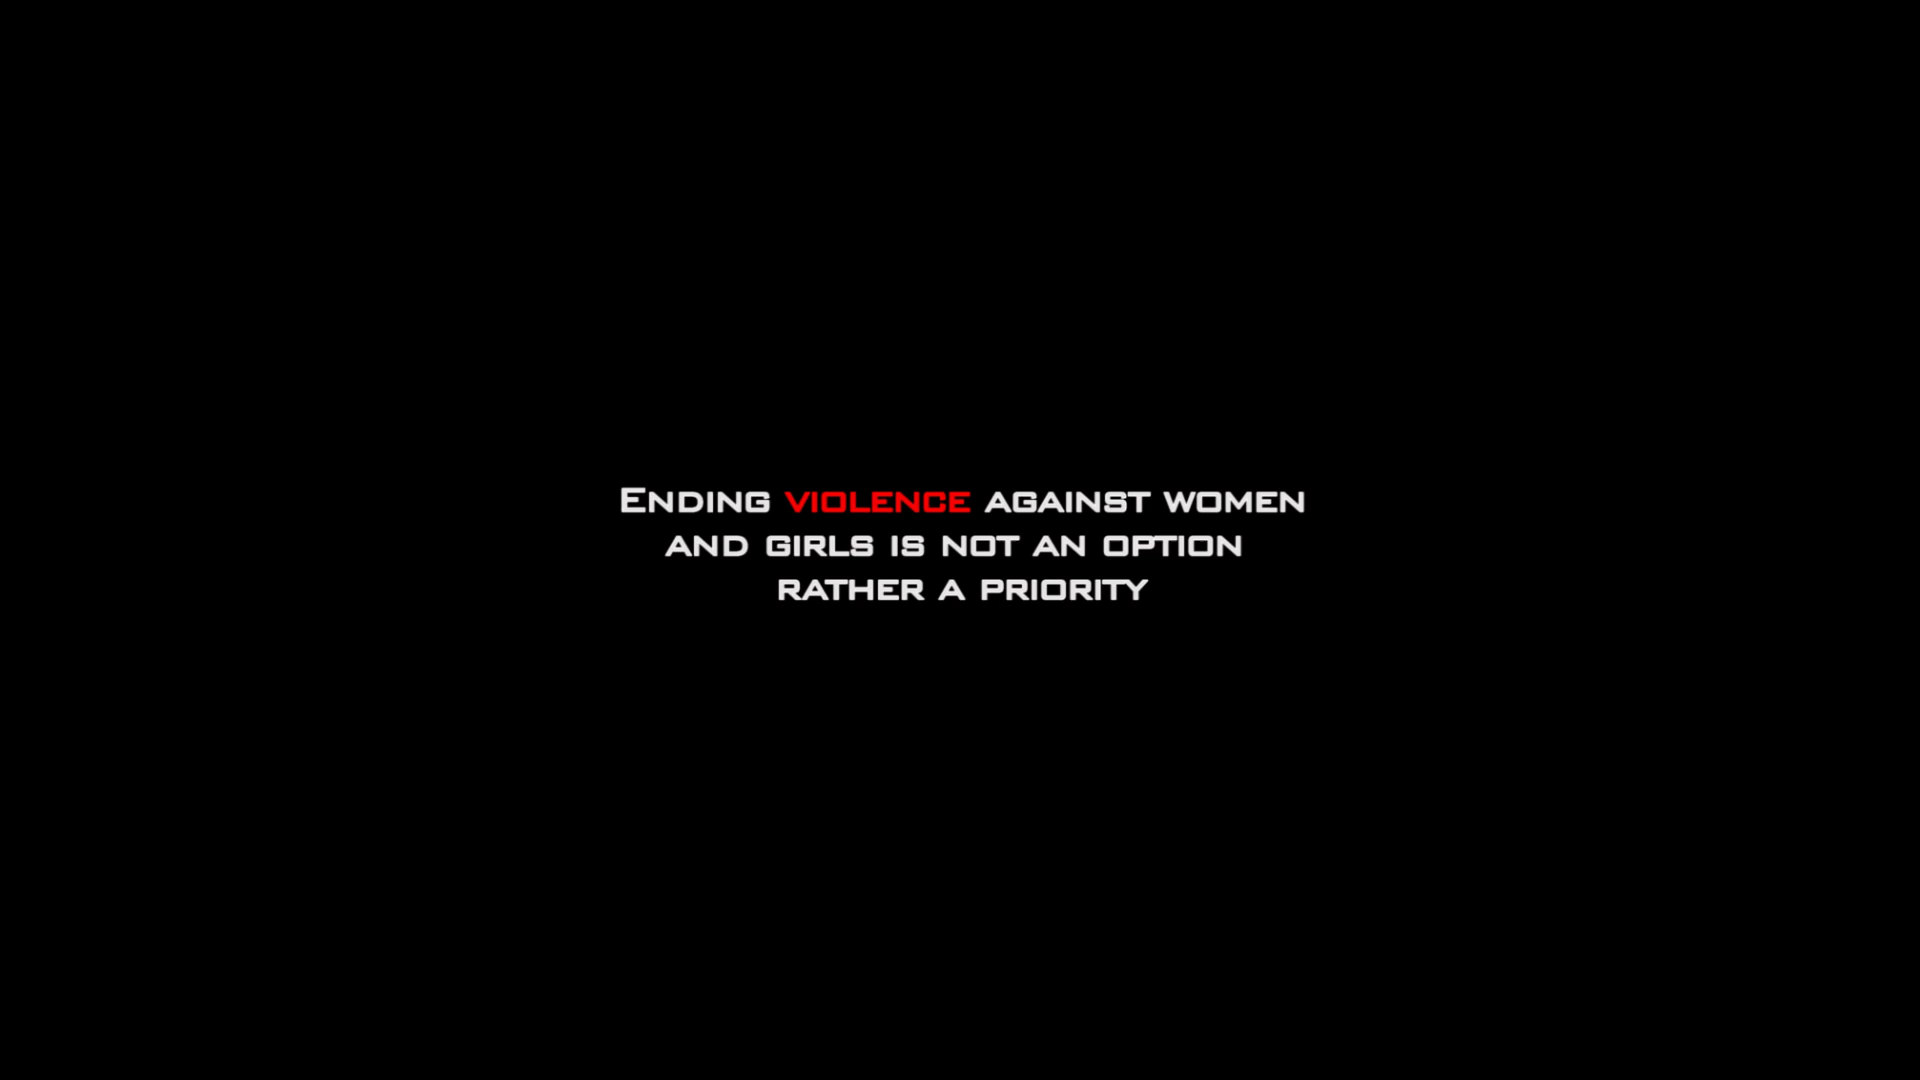 Ending violence against women
and girls is not an option
rather a priority